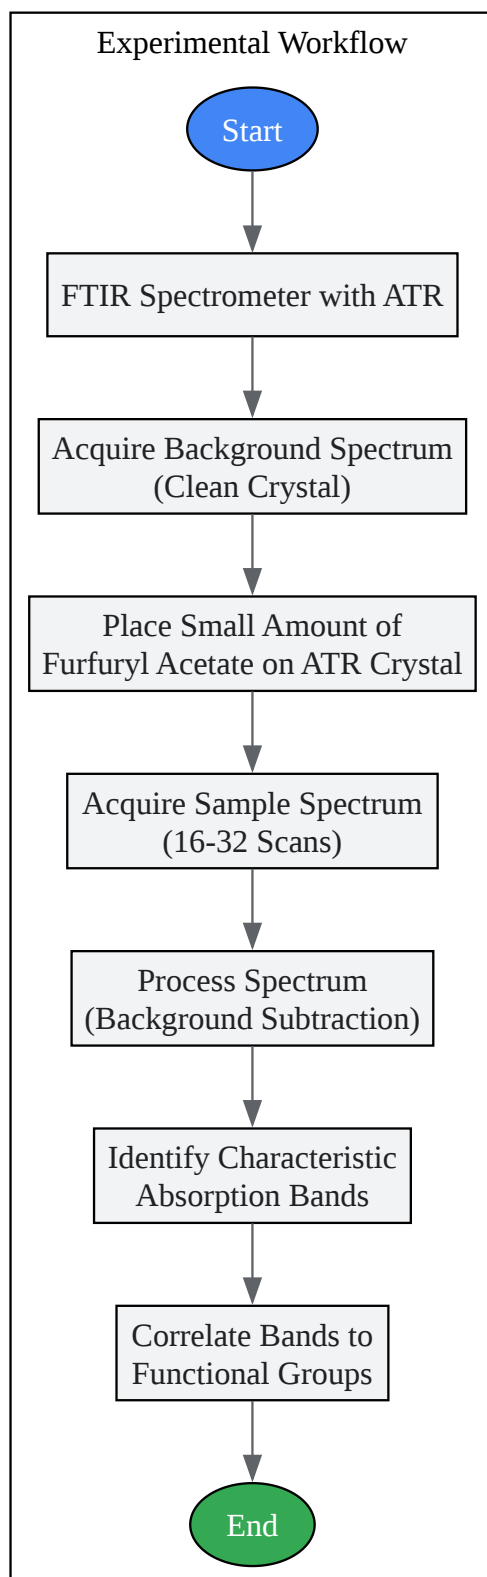 Experimental Workflow
Start
FTIR Spectrometer with ATR
Acquire Background Spectrum
(Clean Crystal)
Place Small Amount of
Furfuryl Acetate on ATR Crystal
Acquire Sample Spectrum
(16-32 Scans)
Process Spectrum
(Background Subtraction)
Identify Characteristic
Absorption Bands
Correlate Bands to
Functional Groups
End